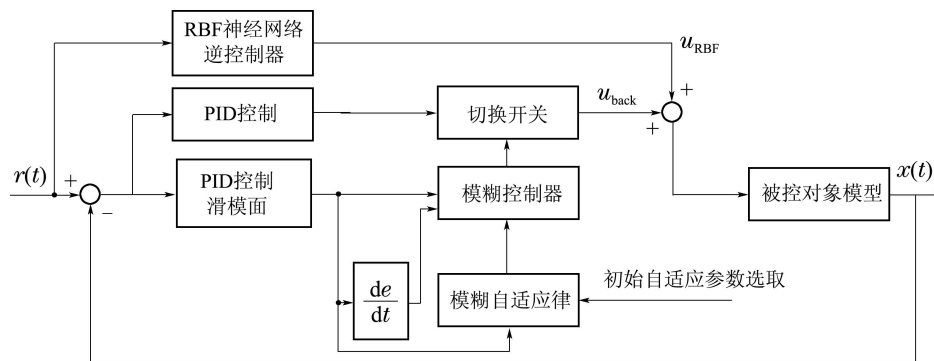 RBF神经网络
逆控制器
u_RBF
+
PID控制
切换开关
u_back
+
r(t)
+
−
PID控制
滑模面
模糊控制器
被控对象模型
x(t)
de
dt
模糊自适应律
初始自适应参数选取